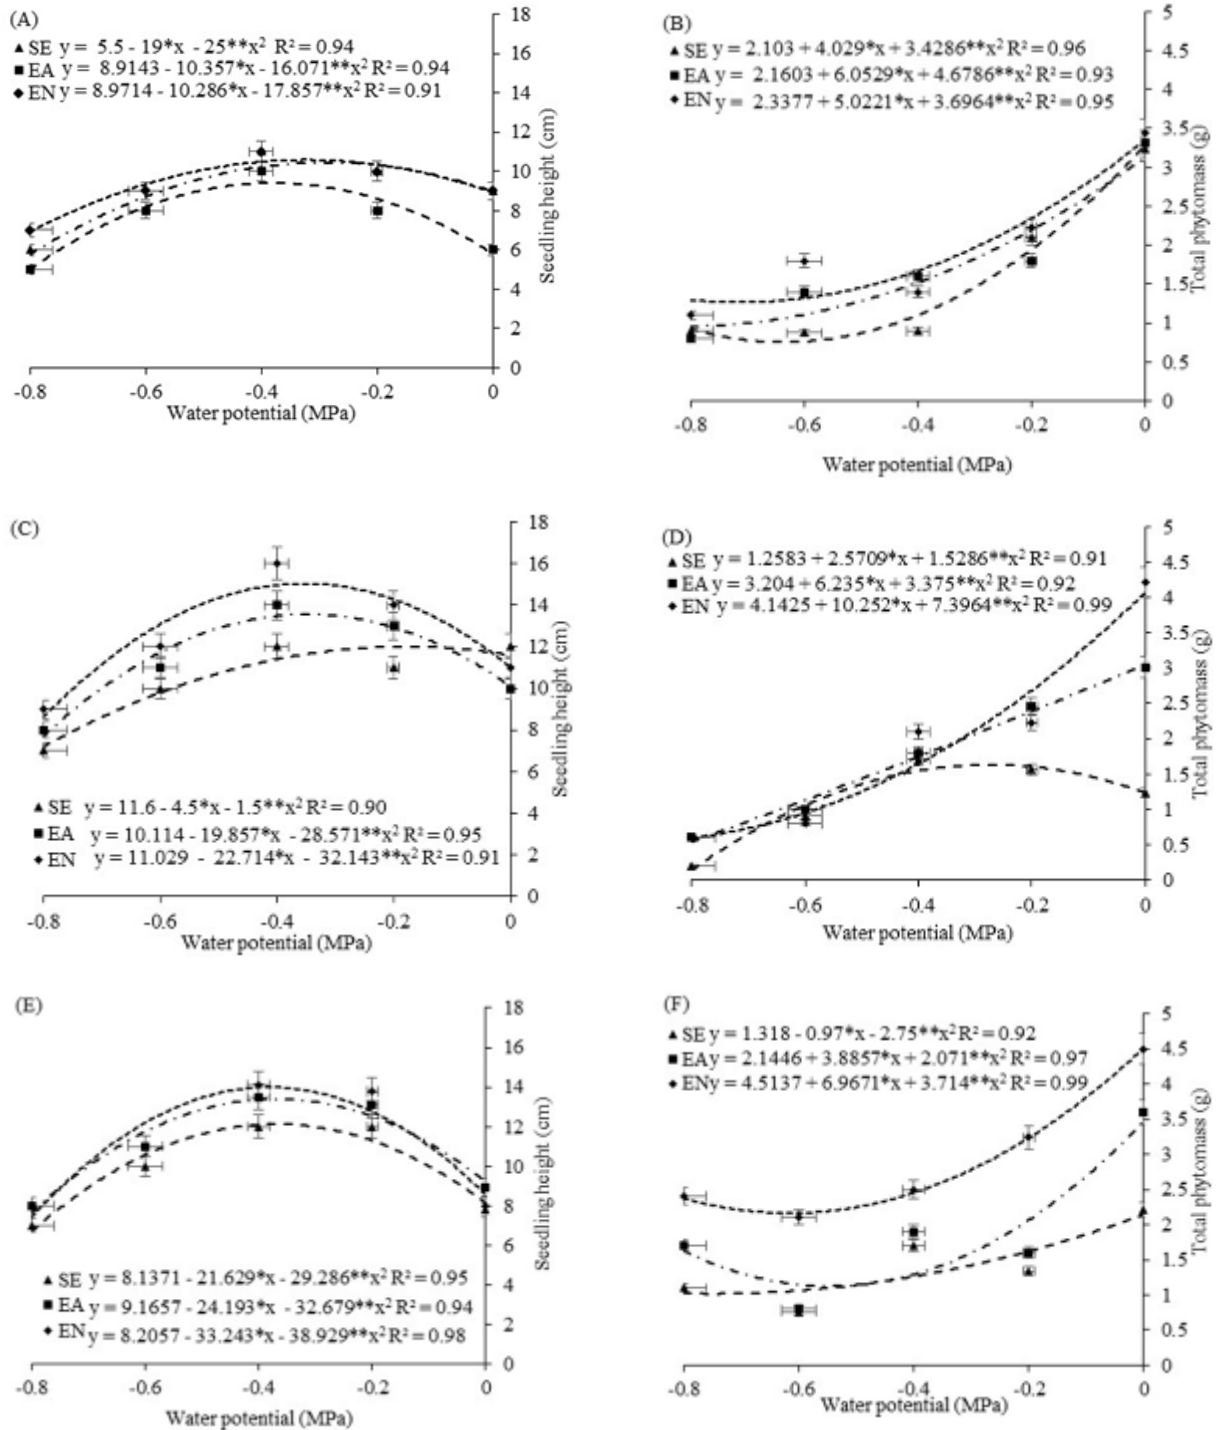 (A)
▲ SE y = 5.5 - 19*x - 25**x² R² = 0.94
■ EA y = 8.9143 - 10.357*x - 16.071**x² R² = 0.94
◆ EN y = 8.9714 - 10.286*x - 17.857**x² R² = 0.91
18
16
14
12
10
8
6
4
2
0
Seedling height (cm)
-0.8 -0.6 -0.4 -0.2 0
Water potential (MPa)
(B)
▲ SE y = 2.103 + 4.029*x + 3.4286**x² R² = 0.96
■ EA y = 2.1603 + 6.0529*x + 4.6786**x² R² = 0.93
◆ EN y = 2.3377 + 5.0221*x + 3.6964**x² R² = 0.95
5
4.5
4
3.5
3
2.5
2
1.5
1
0.5
0
Total phytomass (g)
-0.8 -0.6 -0.4 -0.2 0
Water potential (MPa)
(C)
18
16
14
12
10
8
6
4
2
0
Seedling height (cm)
▲ SE y = 11.6 - 4.5*x - 1.5**x² R² = 0.90
■ EA y = 10.114 - 19.857*x - 28.571**x² R² = 0.95
◆ EN y = 11.029 - 22.714*x - 32.143**x² R² = 0.91
-0.8 -0.6 -0.4 -0.2 0
Water potential (MPa)
(D)
▲ SE y = 1.2583 + 2.5709*x + 1.5286**x² R² = 0.91
■ EA y = 3.204 + 6.235*x + 3.375**x² R² = 0.92
◆ EN y = 4.1425 + 10.252*x + 7.3964**x² R² = 0.99
5
4.5
4
3.5
3
2.5
2
1.5
1
0.5
0
Total phytomass (g)
-0.8 -0.6 -0.4 -0.2 0
Water potential (MPa)
(E)
18
16
14
12
10
8
6
4
2
0
Seedling height (cm)
▲ SE y = 8.1371 - 21.629*x - 29.286**x² R² = 0.95
■ EA y = 9.1657 - 24.193*x - 32.679**x² R² = 0.94
◆ EN y = 8.2057 - 33.243*x - 38.929**x² R² = 0.98
-0.8 -0.6 -0.4 -0.2 0
Water potential (MPa)
(F)
▲ SE y = 1.318 - 0.97*x - 2.75**x² R² = 0.92
■ EA y = 2.1446 + 3.8857*x + 2.071**x² R² = 0.97
◆ EN y = 4.5137 + 6.9671*x + 3.714**x² R² = 0.99
5
4.5
4
3.5
3
2.5
2
1.5
1
0.5
0
Total phytomass (g)
-0.8 -0.6 -0.4 -0.2 0
Water potential (MPa)